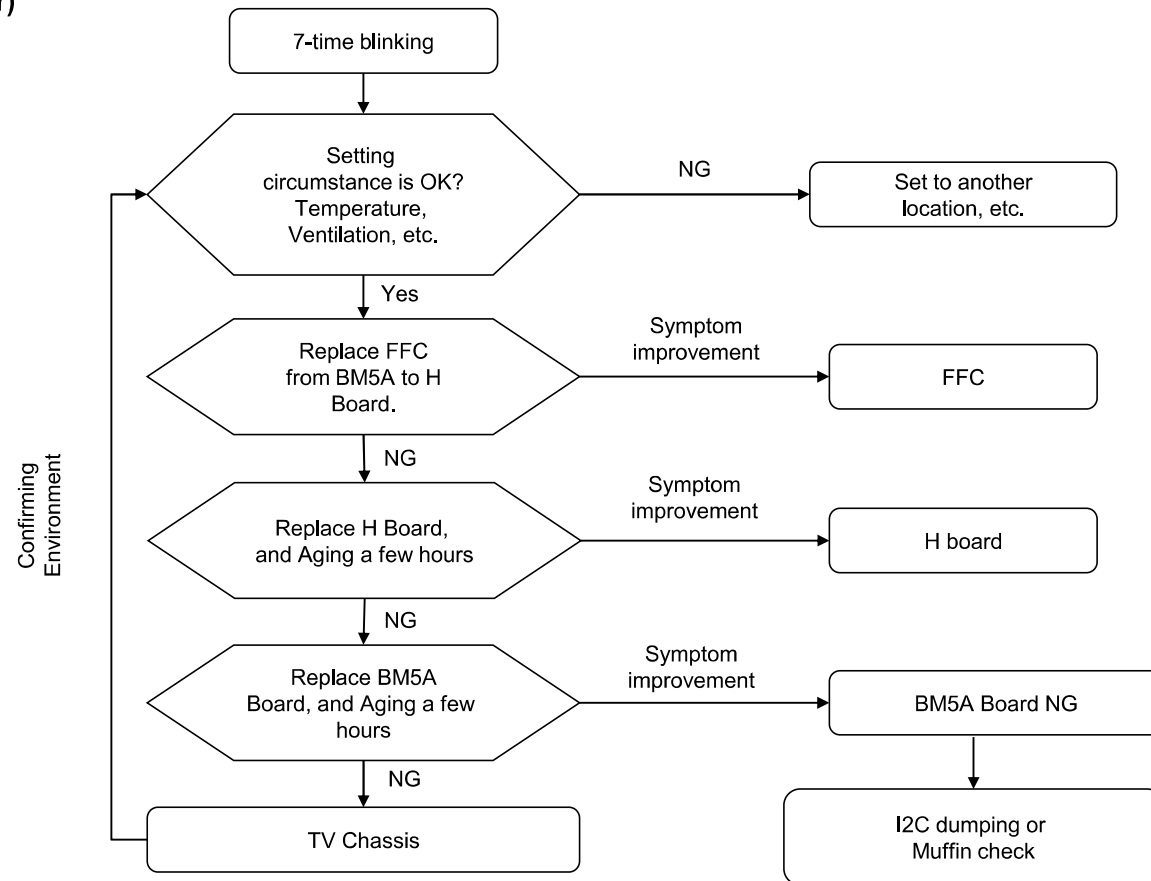 7-time blinking
Setting
circumstance is OK?
Temperature,
Ventilation, etc.
NG
Set to another
location, etc.
Yes
Replace FFC
from BM5A to H
Board.
Symptom
improvement
FFC
NG
Replace H Board,
and Aging a few hours
Symptom
improvement
H board
NG
Replace BM5A
Board, and Aging a few
hours
Symptom
improvement
BM5A Board NG
NG
TV Chassis
I2C dumping or
Muffin check
Confirming
Environment